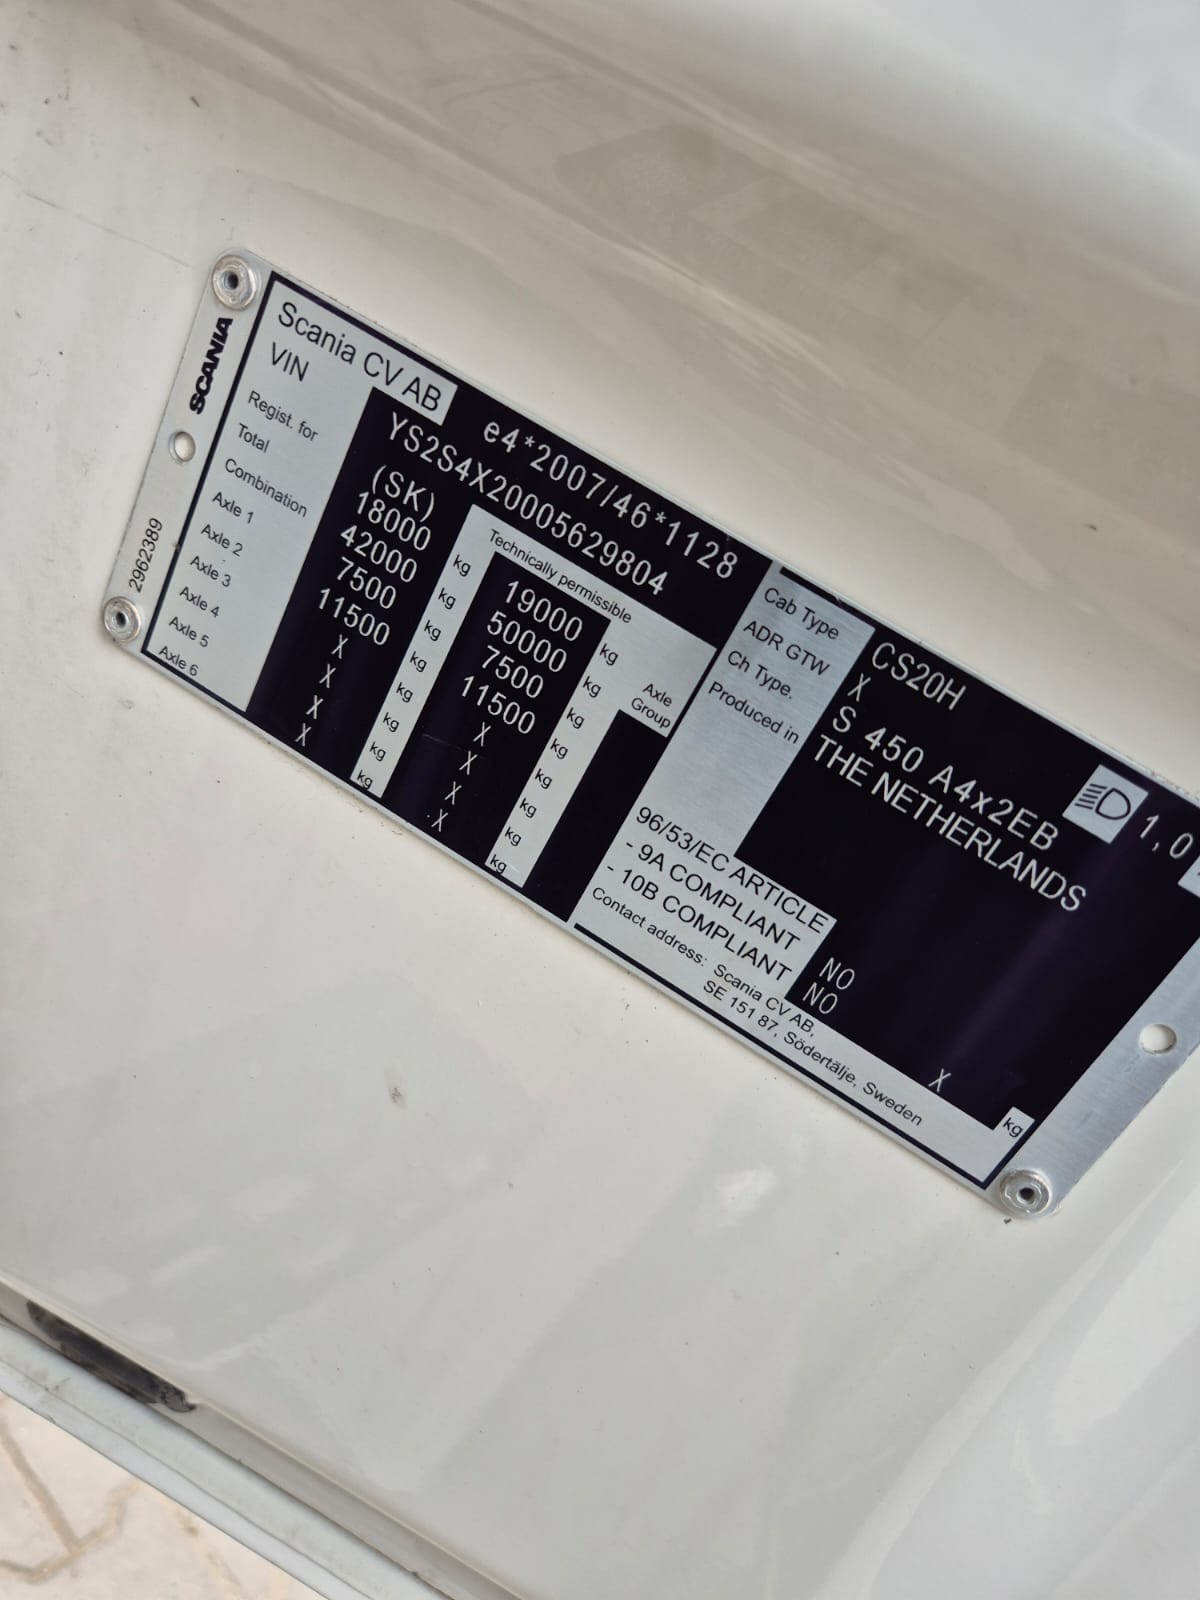 SCANIA
2962389
Scania CV AB e4*2007/46*1128
VIN YS2S4X20005629804
Regist. for (SK) Technically permissible
Total 18000 kg 19000 kg
Combination 42000 kg 50000 kg
Axle 1 7500 kg 7500 kg
Axle 2 11500 kg 11500 kg
Axle 3 X kg X kg
Axle 4 X kg X kg
Axle 5 X kg X kg
Axle 6 X kg X kg
Axle Group
Cab Type CS20H
ADR GTW X
Ch Type. S 450 A4x2EB
Produced in THE NETHERLANDS
1,0
96/53/EC ARTICLE
- 9A COMPLIANT NO
- 10B COMPLIANT NO
X kg
Contact address: Scania CV AB,
SE 151 87, Södertälje, Sweden